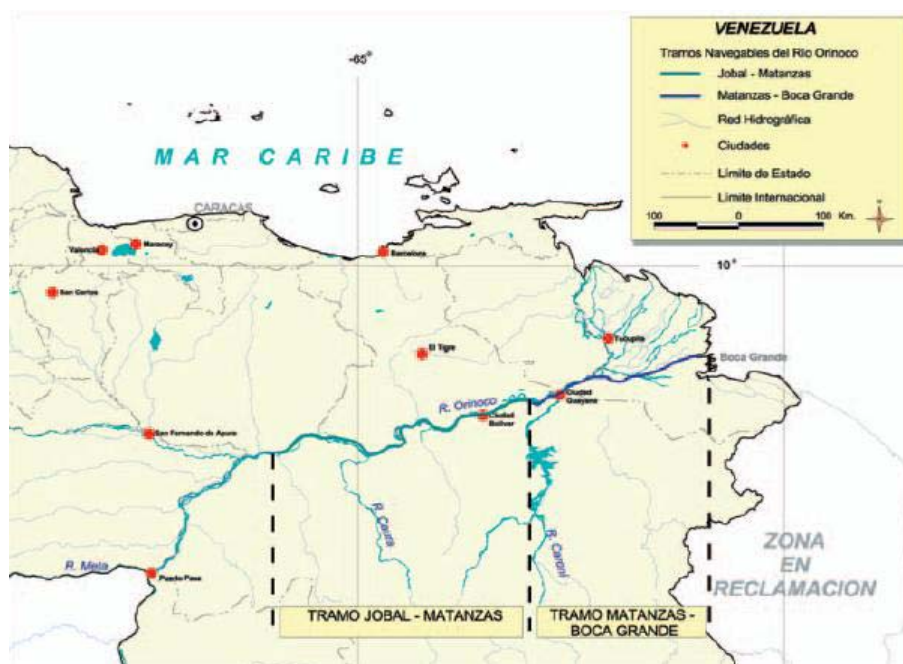 VENEZUELA
Tramos Navegables del Río Orinoco
Jobal - Matanzas
Matanzas - Boca Grande
Red Hidrográfica
Ciudades
Limite de Estado
Limite Internacional
100 0 100 Km.
-65°
MAR CARIBE
CARACAS
Valencia
Maracay
Barcelona
10°
San Carlos
Tucupita
El Tigre
Boca Grande
R. Orinoco
Ciudad
Guayana
Ciudad
Bolívar
San Fernando de Apure
R. Caura
R. Caroní
ZONA
EN
RECLAMACION
R. Meta
TRAMO JOBAL - MATANZAS
TRAMO MATANZAS -
BOCA GRANDE